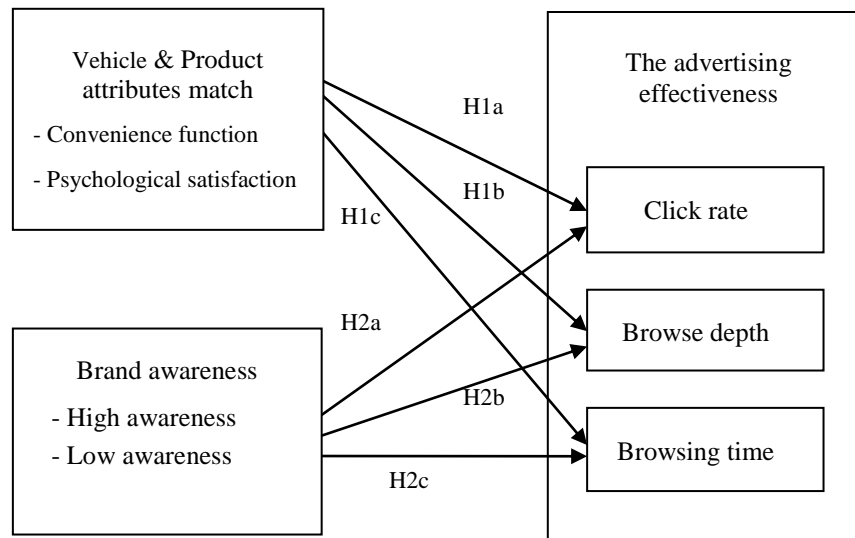 Vehicle & Product
attributes match
- Convenience function
- Psychological satisfaction
Brand awareness
- High awareness
- Low awareness
H1a
H1b
H1c
H2a
H2b
H2c
The advertising
effectiveness
Click rate
Browse depth
Browsing time